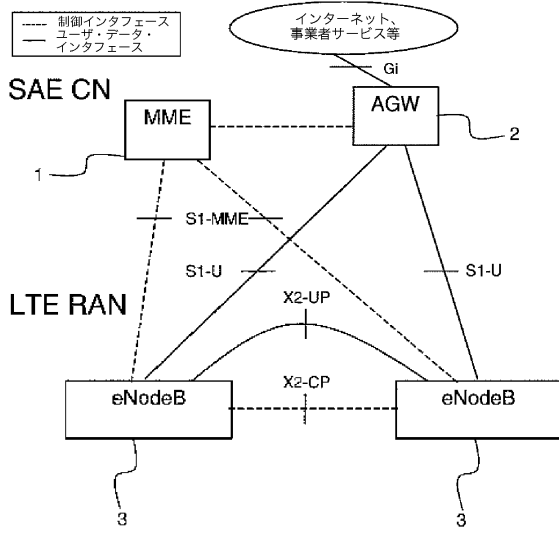 制御インタフェース
ユーザ・データ・
インタフェース
インターネット、
事業者サービス等
Gi
SAE CN
MME
AGW
1
2
S1-MME
S1-U
S1-U
LTE RAN
X2-UP
X2-CP
eNodeB
eNodeB
3
3